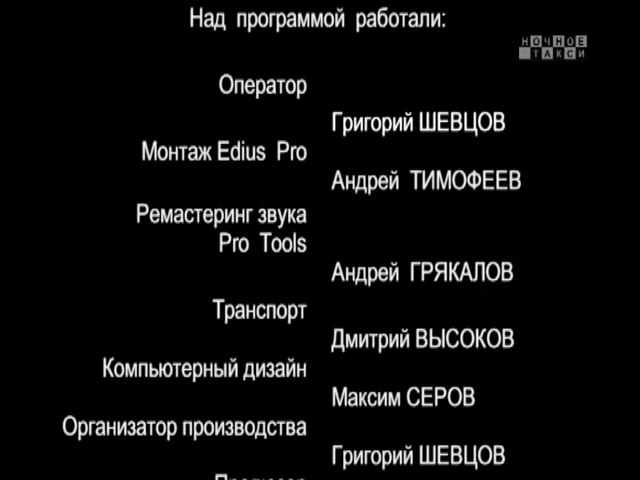 Над программой работали:
НОЧНОЕ
ТАКСИ
Оператор
Григорий ШЕВЦОВ
Монтаж Edius Pro
Андрей ТИМОФЕЕВ
Ремастеринг звука
Pro Tools
Андрей ГРЯКАЛОВ
Транспорт
Дмитрий ВЫСОКОВ
Компьютерный дизайн
Максим СЕРОВ
Организатор производства
Григорий ШЕВЦОВ